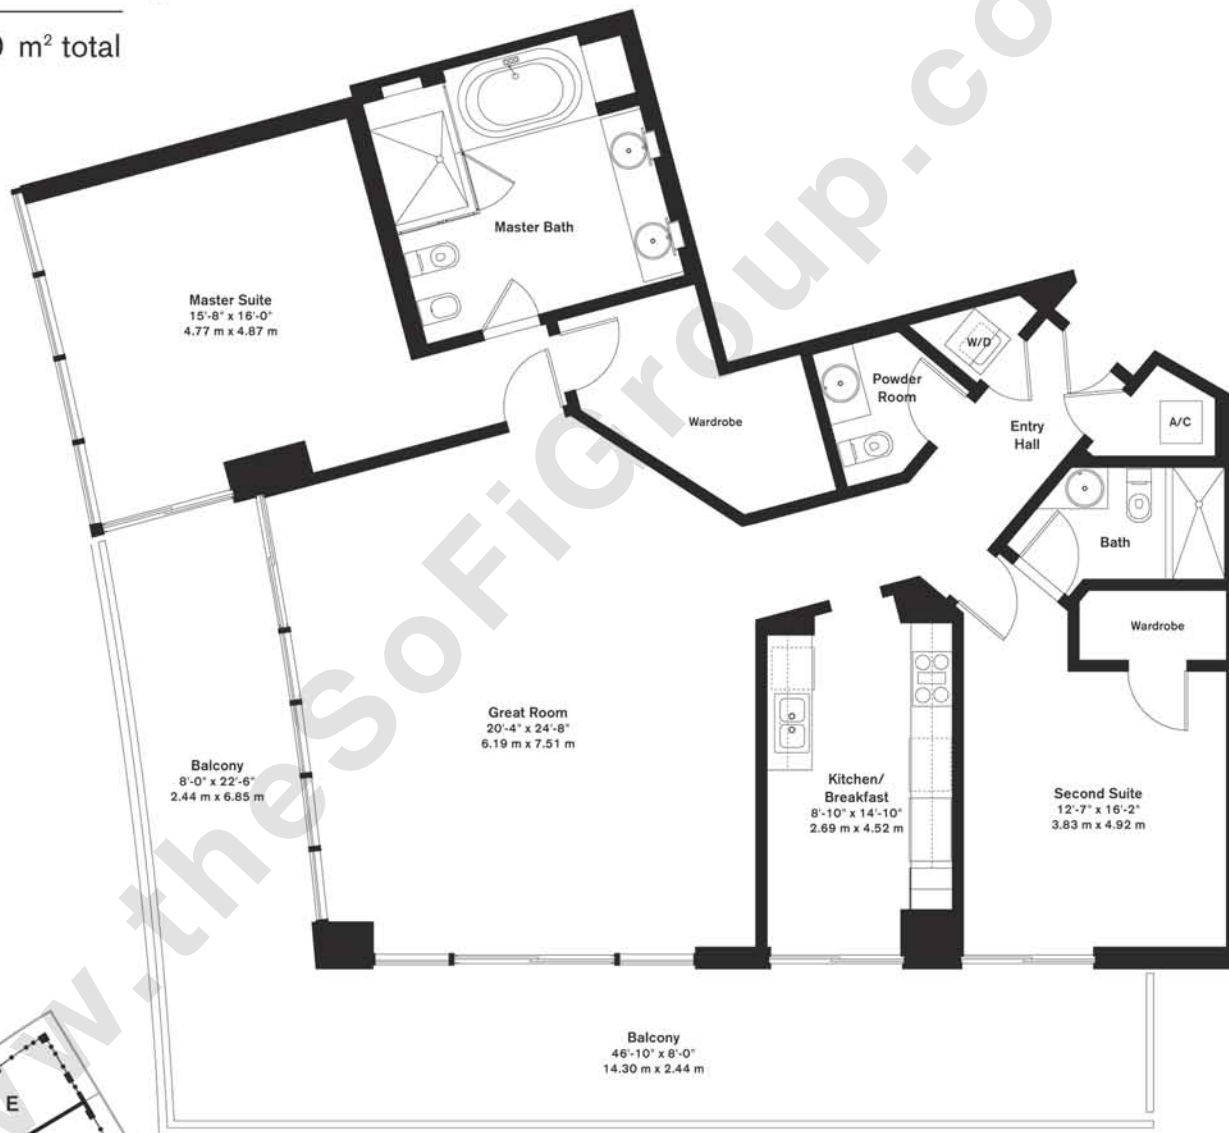 m² total
Master Bath
Master Suite
15'-8" x 16'-0"
4.77 m x 4.87 m
W/D
Powder
Room
Wardrobe
Entry
Hall
A/C
Bath
Wardrobe
Great Room
20'-4" x 24'-8"
6.19 m x 7.51 m
Balcony
8'-0" x 22'-6"
2.44 m x 6.85 m
Kitchen/
Breakfast
8'-10" x 14'-10"
2.69 m x 4.52 m
Second Suite
12'-7" x 16'-2"
3.83 m x 4.92 m
Balcony
46'-10" x 8'-0"
14.30 m x 2.44 m
E
www.theSoFiGroup.co